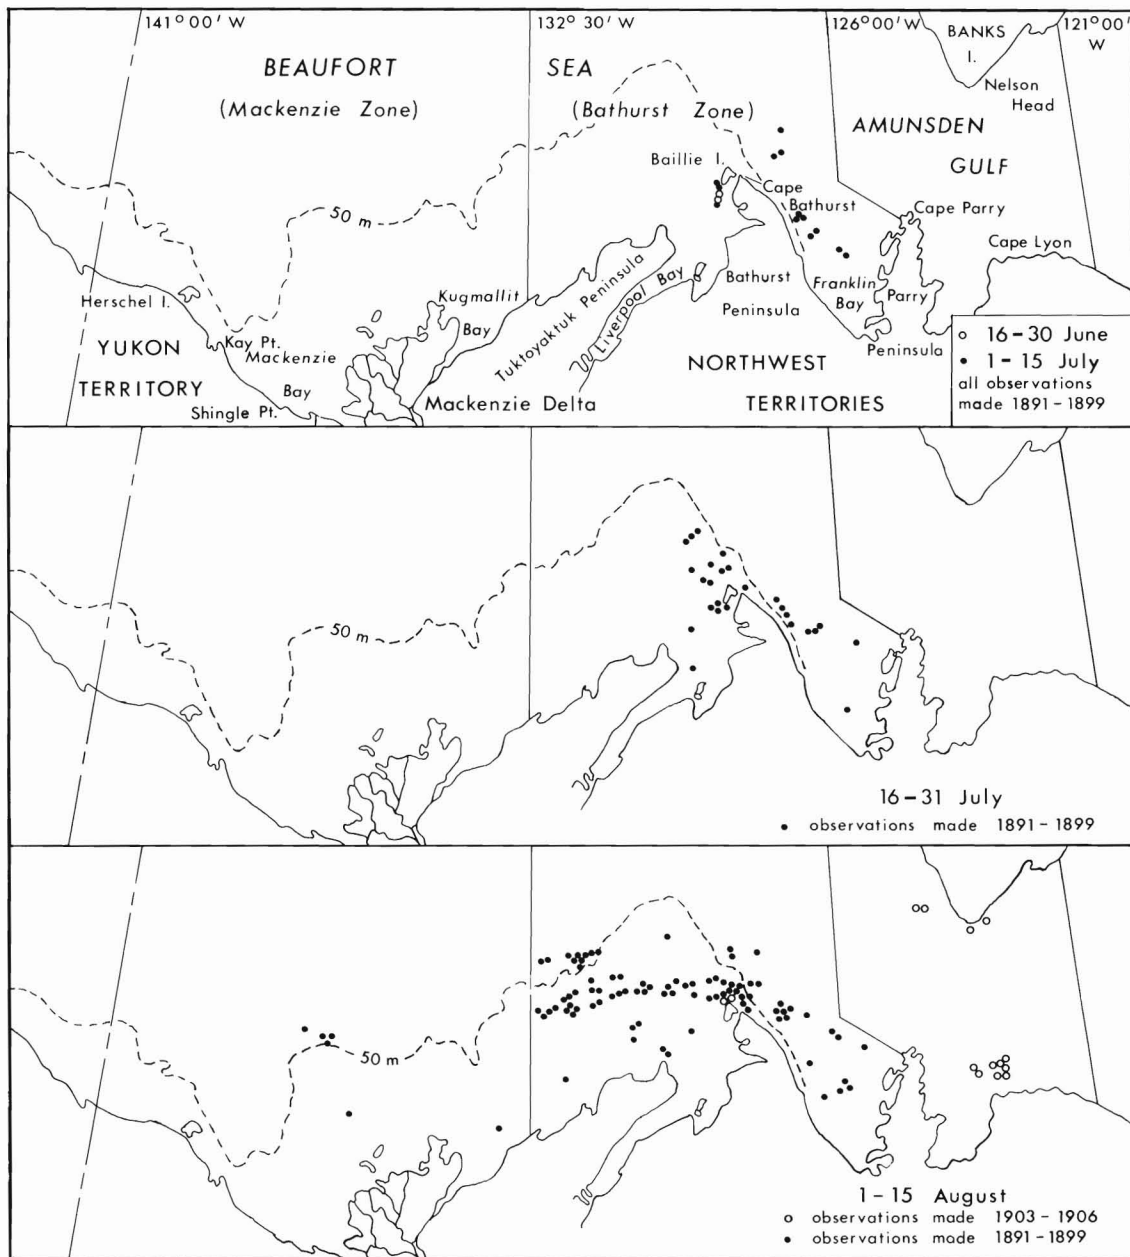 141°00' W
132°30' W
126°00' W
121°00'
W
BEAUFORT SEA
(Mackenzie Zone)
(Bathurst Zone)
BANKS
I.
Nelson
Head
AMUNSDEN
GULF
Baillie I.
Cape
Bathurst
Cape Parry
Cape Lyon
50 m
Herschel I.
Kay Pt.
Mackenzie
Bay
Shingle Pt.
YUKON
TERRITORY
Kugmallit
Bay
Tuktoyaktuk Peninsula
Liverpool Bay
Mackenzie Delta
Bathurst
Peninsula
Franklin
Bay
Parry
Peninsula
NORTHWEST
TERRITORIES
16-30 June
1-15 July
all observations
made 1891-1899
50 m
16-31 July
observations made 1891-1899
50 m
1-15 August
observations made 1903-1906
observations made 1891-1899